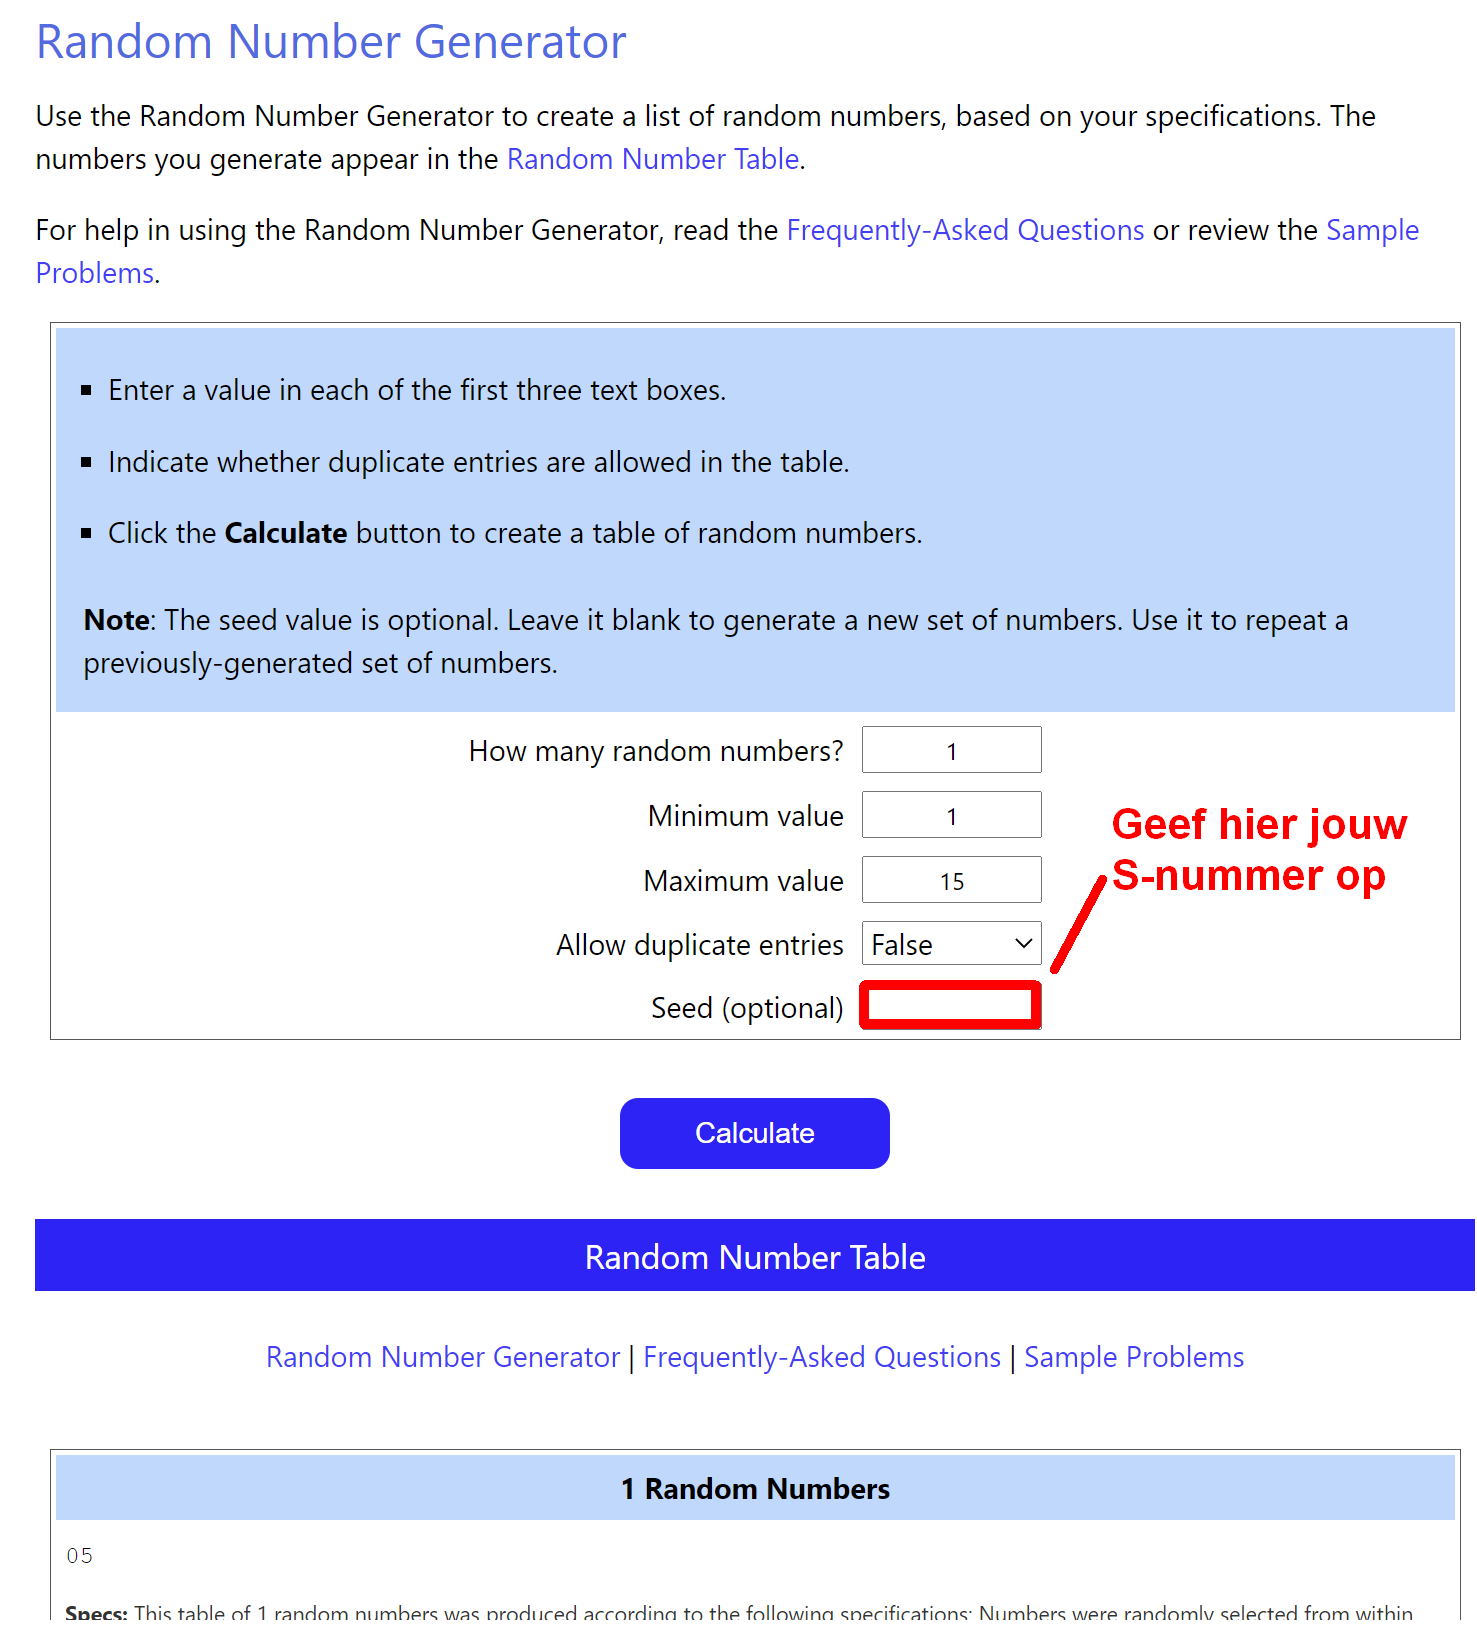 Random Number Generator
Use the Random Number Generator to create a list of random numbers, based on your specifications. The
numbers you generate appear in the Random Number Table.
For help in using the Random Number Generator, read the Frequently-Asked Questions or review the Sample
Problems.
Enter a value in each of the first three text boxes.
Indicate whether duplicate entries are allowed in the table.
Click the Calculate button to create a table of random numbers.
Note: The seed value is optional. Leave it blank to generate a new set of numbers. Use it to repeat a
previously-generated set of numbers.
How many random numbers? 1
Minimum value 1
Maximum value 15
Allow duplicate entries False
Seed (optional)
Geef hier jouw
S-nummer op
Calculate
Random Number Table
Random Number Generator | Frequently-Asked Questions | Sample Problems
1 Random Numbers
05
Specs: This table of 1 random numbers was produced according to the following specifications: Numbers were randomly selected from within